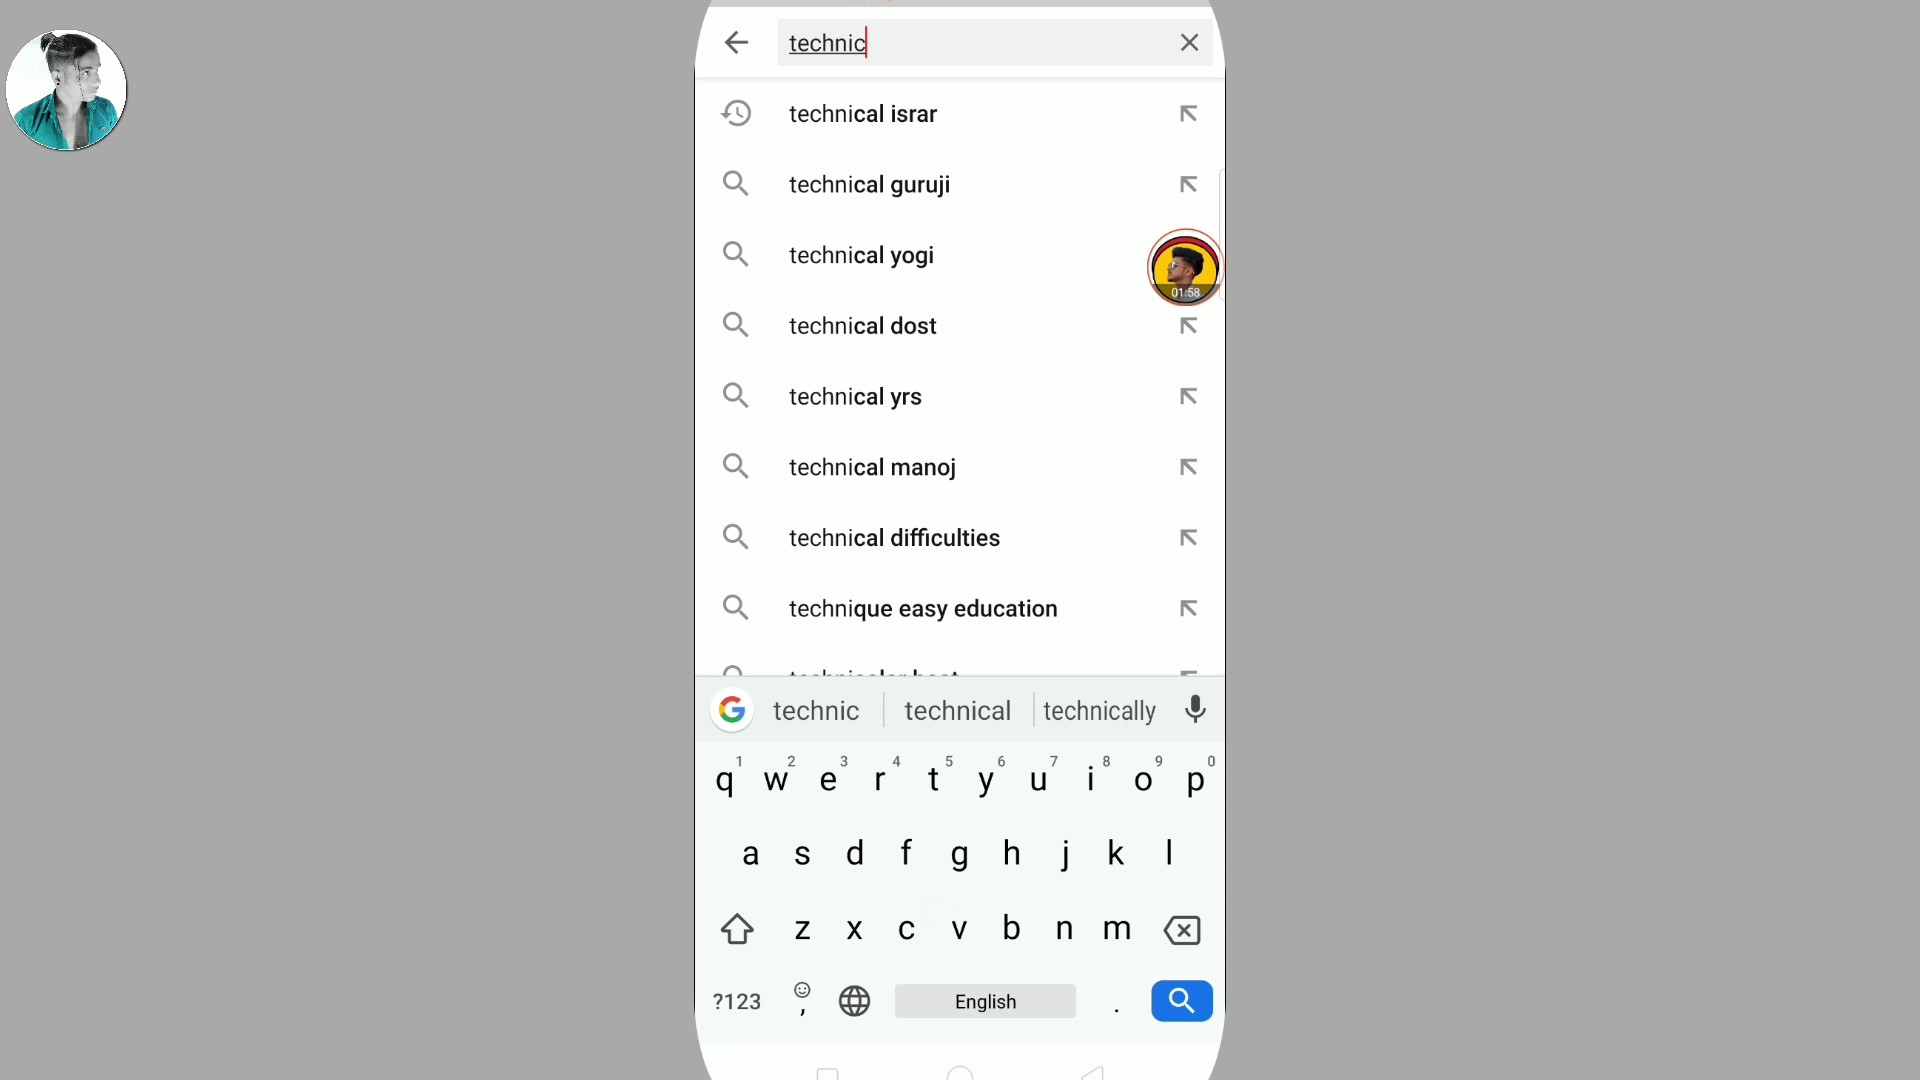 technic
technical israr
technical guruji
technical yogi
01:58
technical dost
technical yrs
technical manoj
technical difficulties
technique easy education
technic technical technically
1 2 3 4 5 6 7 8 9 0
q w e r t y u i o p
a s d f g h j k l
z x c v b n m
?123 , English .